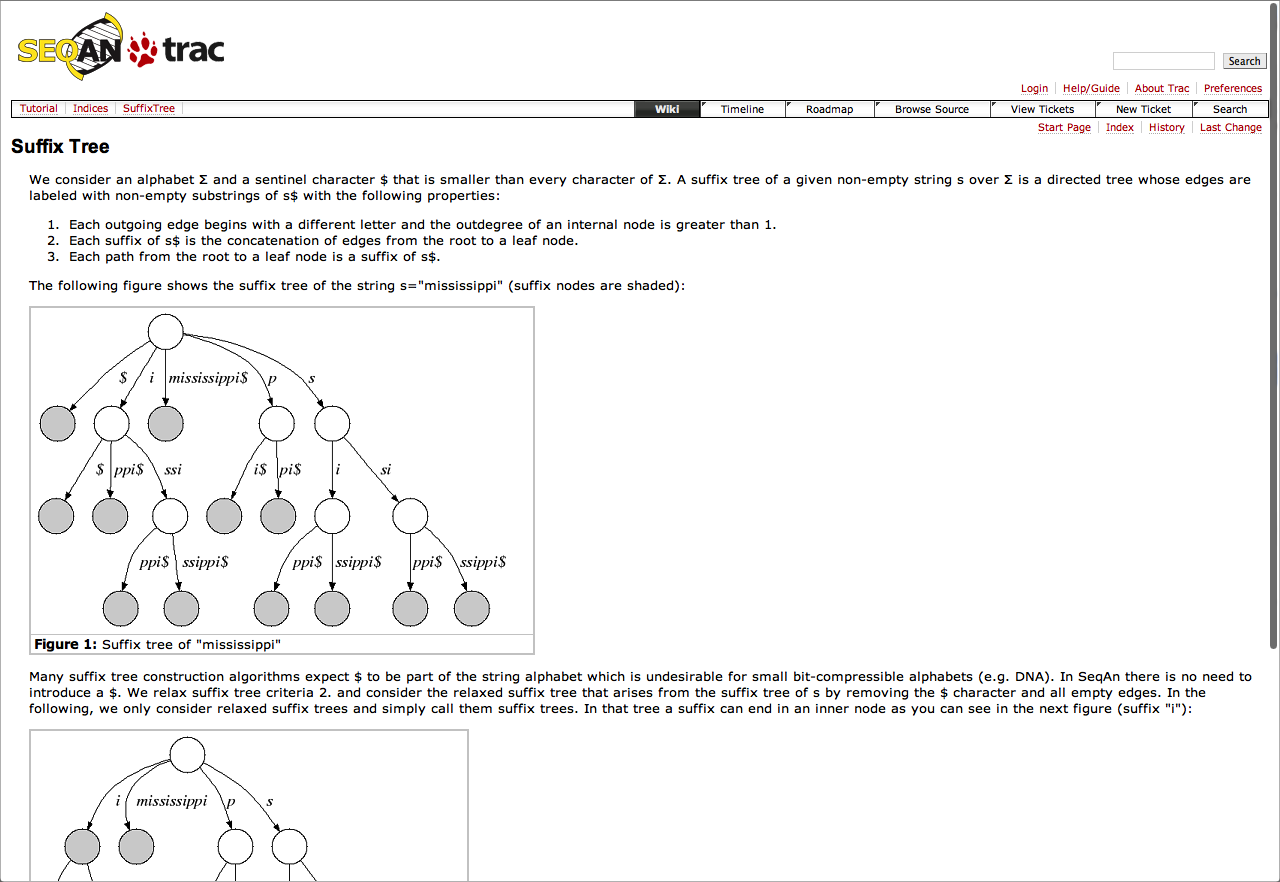 SEQAN trac
Search
Login Help/Guide About Trac Preferences
Tutorial Indices SuffixTree Wiki Timeline Roadmap Browse Source View Tickets New Ticket Search
Start Page Index History Last Change
Suffix Tree
We consider an alphabet Σ and a sentinel character $ that is smaller than every character of Σ. A suffix tree of a given non-empty string s over Σ is a directed tree whose edges are
labeled with non-empty substrings of s$ with the following properties:
1. Each outgoing edge begins with a different letter and the outdegree of an internal node is greater than 1.
2. Each suffix of s$ is the concatenation of edges from the root to a leaf node.
3. Each path from the root to a leaf node is a suffix of s$.
The following figure shows the suffix tree of the string s="mississippi" (suffix nodes are shaded):
$ i mississippi$ p s
$ ppi$ ssi i$ pi$ i si
ppi$ ssippi$ ppi$ ssippi$ ppi$ ssippi$
Figure 1: Suffix tree of "mississippi"
Many suffix tree construction algorithms expect $ to be part of the string alphabet which is undesirable for small bit-compressible alphabets (e.g. DNA). In SeqAn there is no need to
introduce a $. We relax suffix tree criteria 2. and consider the relaxed suffix tree that arises from the suffix tree of s by removing the $ character and all empty edges. In the
following, we only consider relaxed suffix trees and simply call them suffix trees. In that tree a suffix can end in an inner node as you can see in the next figure (suffix "i"):
i mississippi p s